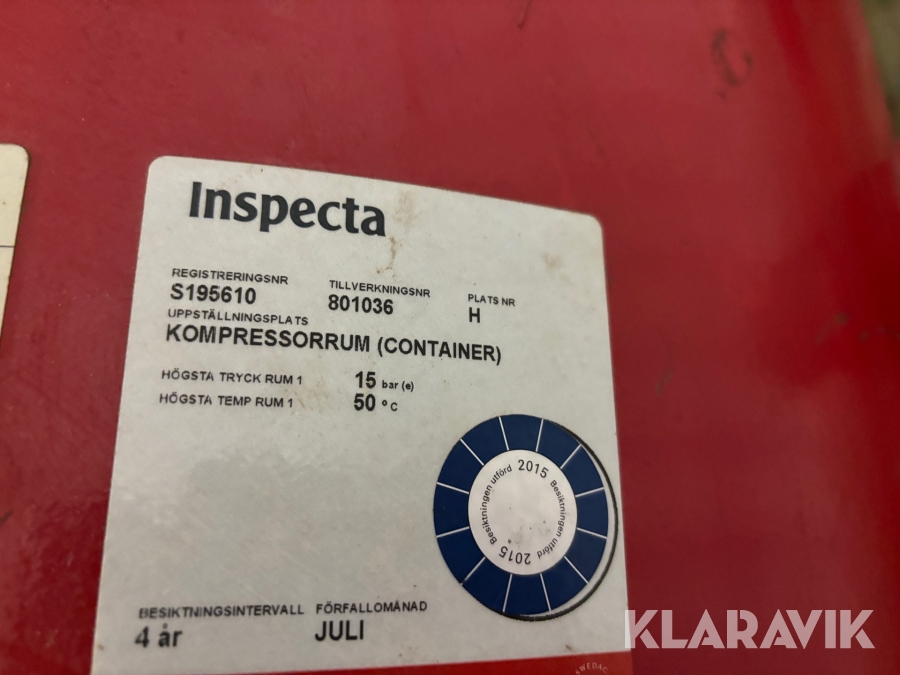 Inspecta
REGISTRERINGSNR TILLVERKNINGSNR PLATS NR
S195610 801036 H
UPPSTÄLLNINGSPLATS
KOMPRESSORRUM (CONTAINER)
HÖGSTA TRYCK RUM 1 15 bar (e)
HÖGSTA TEMP RUM 1 50 °C
2015 Besiktningen utförd
2015 Besiktningen utförd
BESIKTNINGSINTERVALL FÖRFALLOMÅNAD
4 år JULI
SWEDAC
KLARAVIK